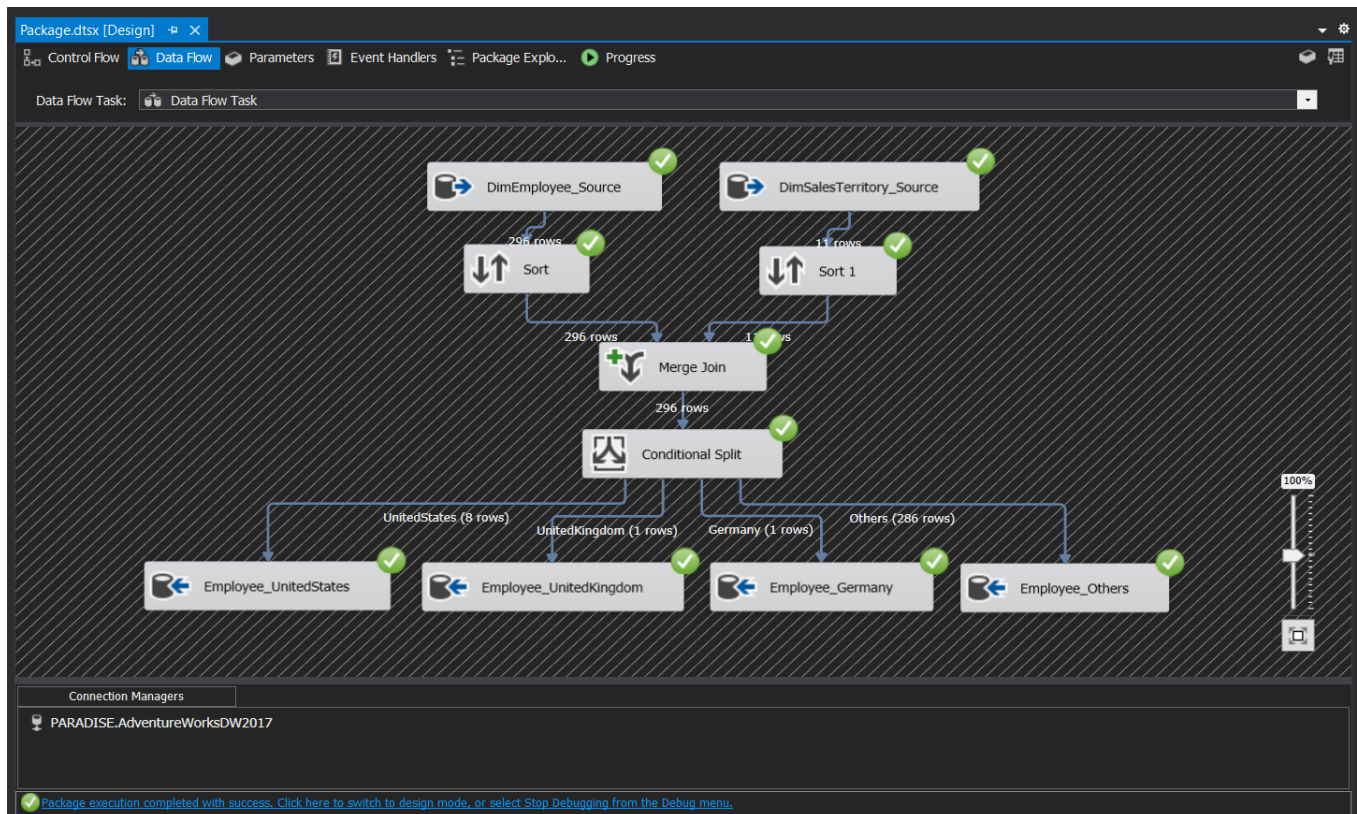 Package.dtsx [Design]
Control Flow Data Flow Parameters Event Handlers Package Explo... Progress
Data Flow Task: Data Flow Task
DimEmployee_Source DimSalesTerritory_Source
296 rows 11 rows
Sort Sort 1
296 rows
Merge Join
296 rows
Conditional Split
100%
UnitedStates (8 rows) UnitedKingdom (1 rows) Germany (1 rows) Others (286 rows)
Employee_UnitedStates Employee_UnitedKingdom Employee_Germany Employee_Others
Connection Managers
PARADISE.AdventureWorksDW2017
Package execution completed with success. Click here to switch to design mode, or select Stop Debugging from the Debug menu.